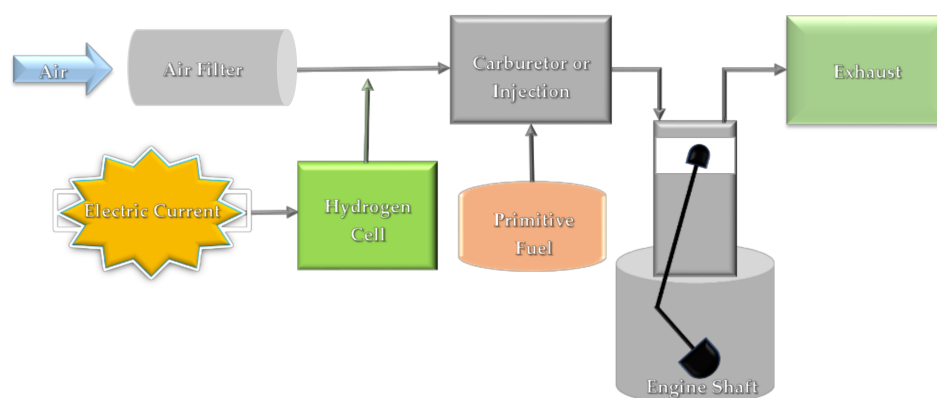 Air
Air Filter
Carburetor or
Injection
Exhaust
Electric Current
Hydrogen
Cell
Primitive
Fuel
Engine Shaft